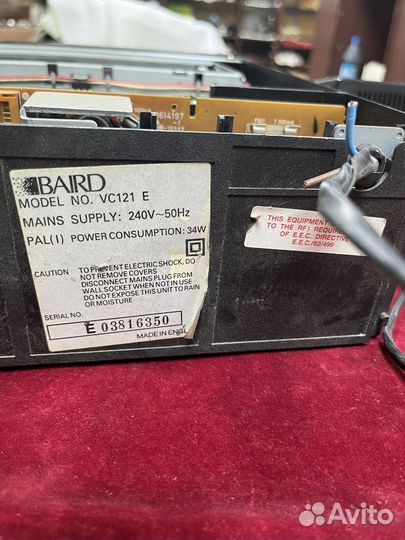 BAIRD
MODEL NO. VC121 E
MAINS SUPPLY: 240V~50Hz
PAL(I) POWER CONSUMPTION: 34W
CAUTION TO PREVENT ELECTRIC SHOCK, DO
NOT REMOVE COVERS
DISCONNECT MAINS PLUG FROM
WALL SOCKET WHEN NOT IN USE
DO NOT EXPOSE THIS UNIT TO RAIN
OR MOISTURE
SERIAL NO. E 03816350
MADE IN ENGL
THIS EQUIPMENT
TO THE RFI REQUIRE
OF E.E.C. DIRECTIVE
E.E.C./82/499
614197
Avito